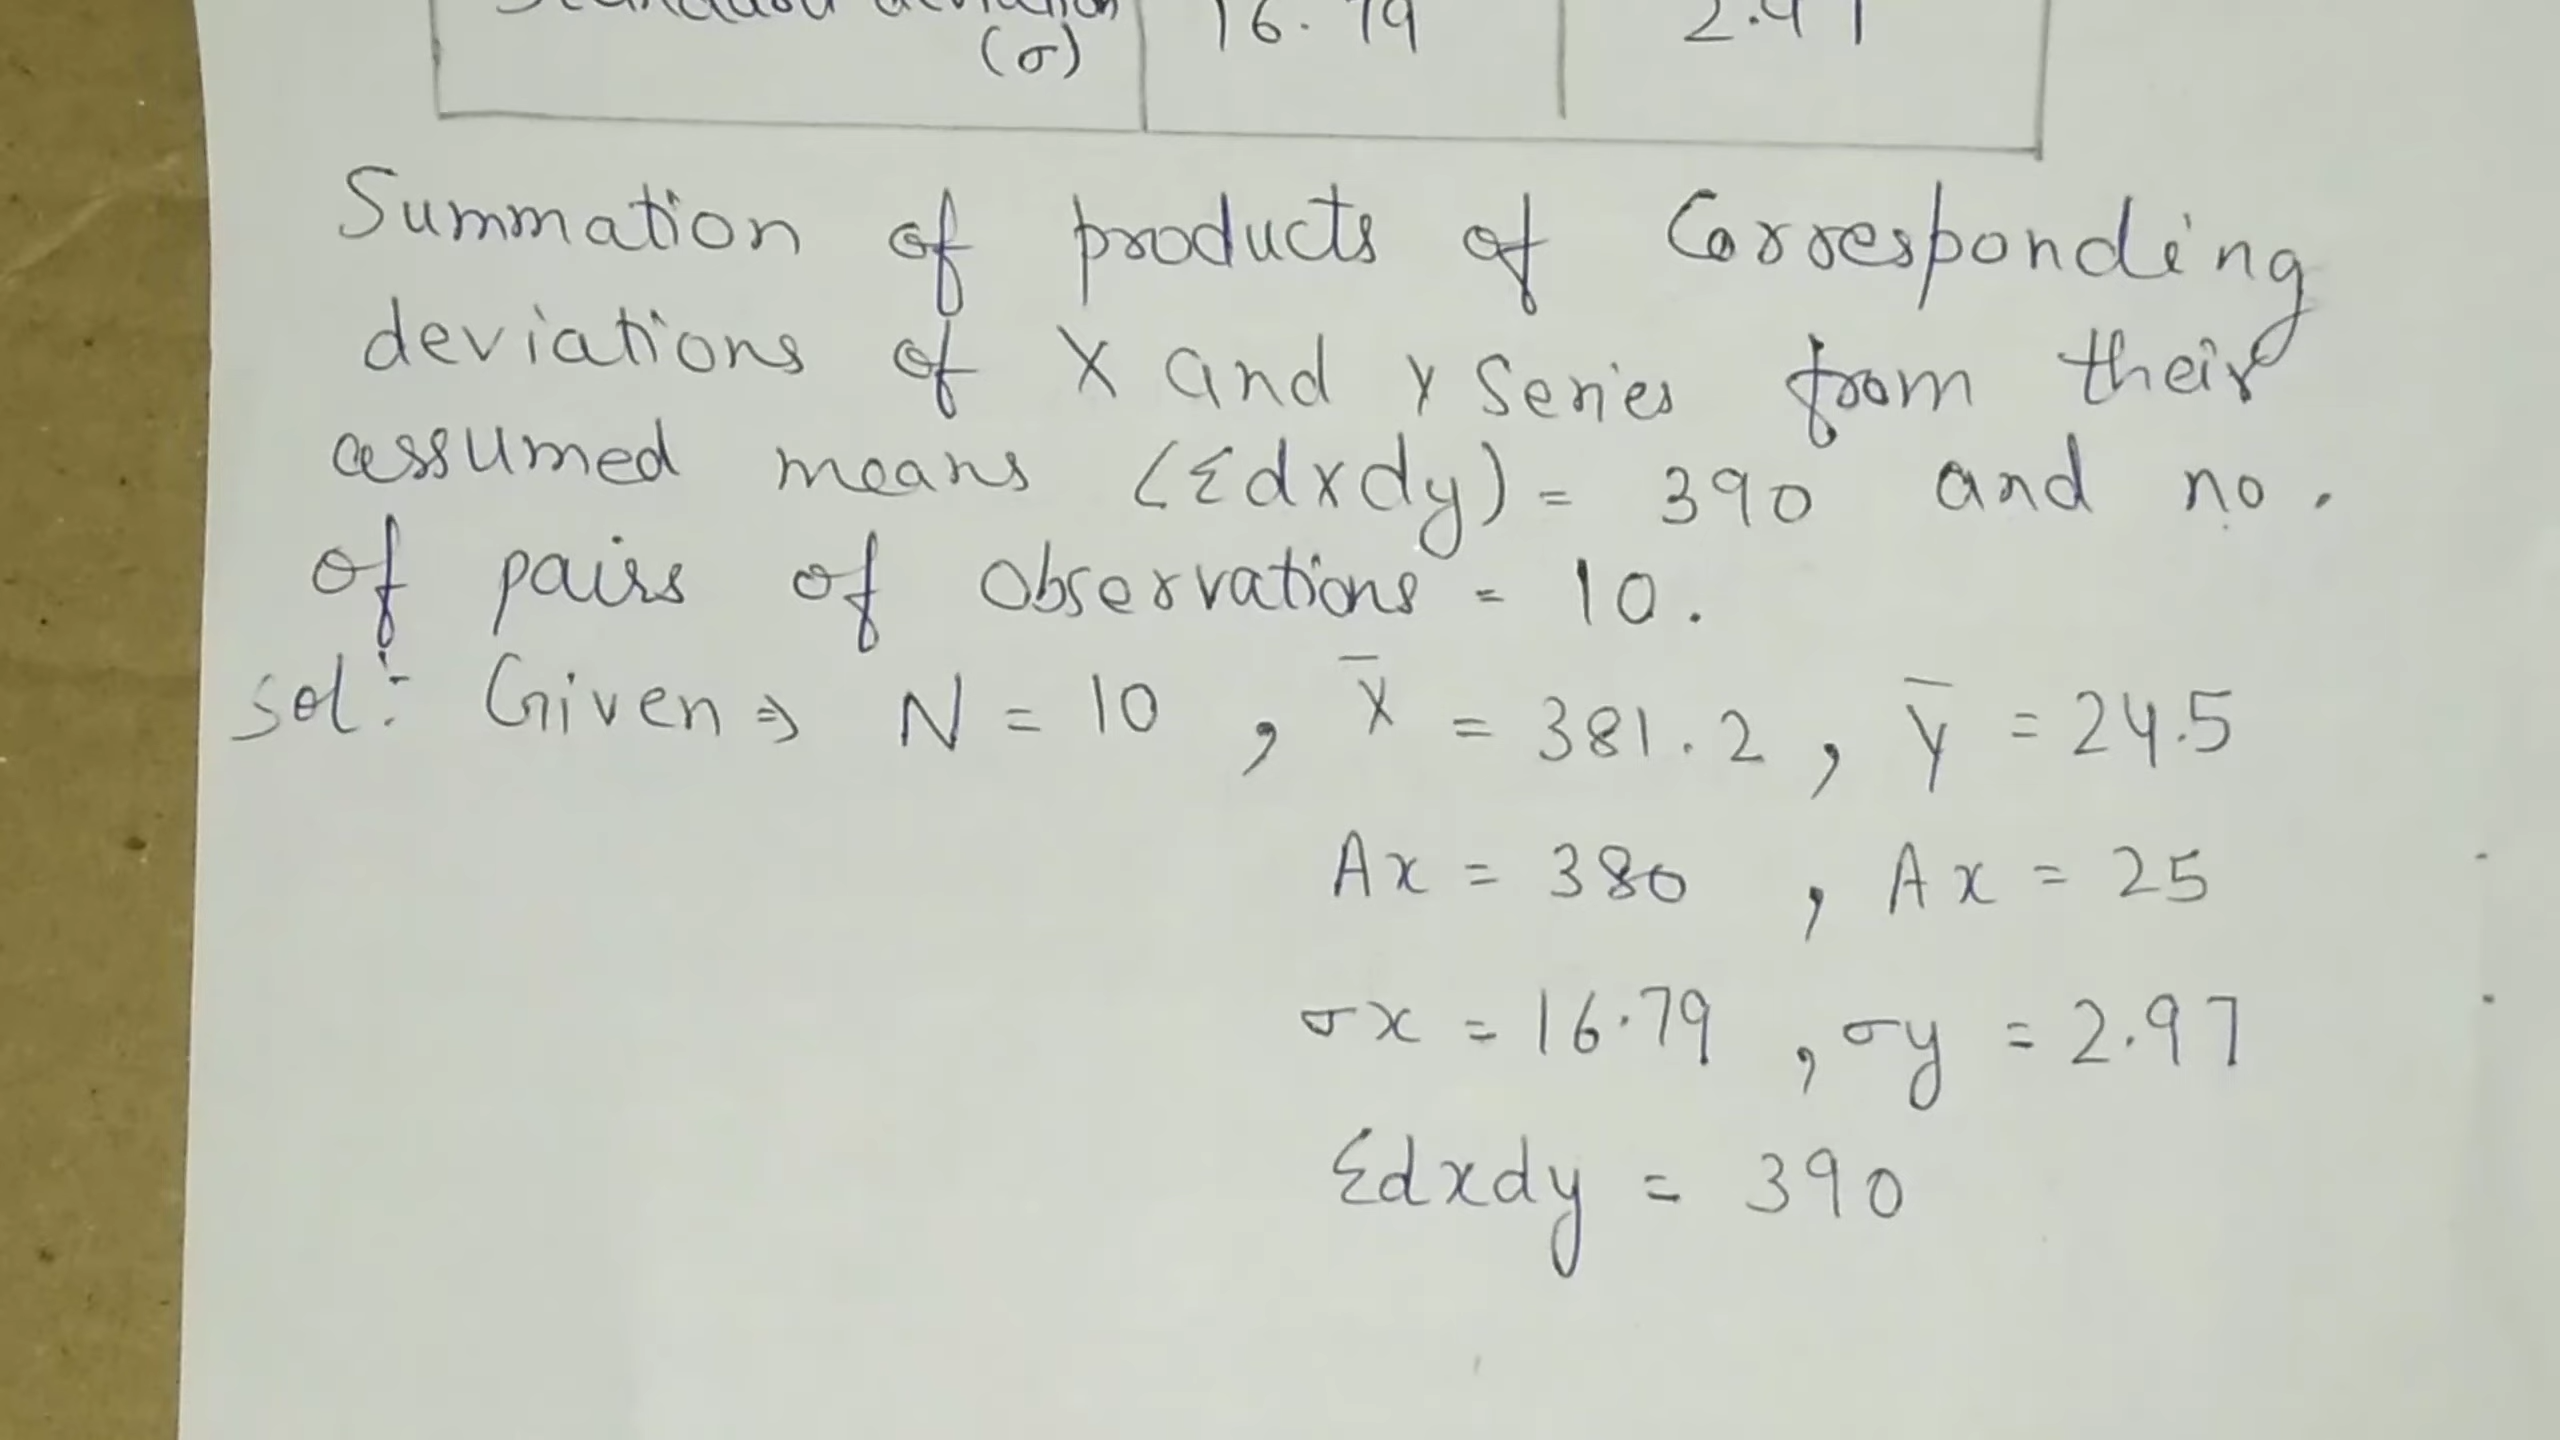 Standard deviation 16.79 2.97
(σ)
Summation of products of Corresponding
deviations of X and Y Series from their
assumed means (Σdxdy) = 390 and no.
of pairs of observations = 10.
Sol: Given ⇒ N = 10 , X̄ = 381.2 , Ȳ = 24.5
Ax = 380 , Ax = 25
σx = 16.79 , σy = 2.97
Σdxdy = 390